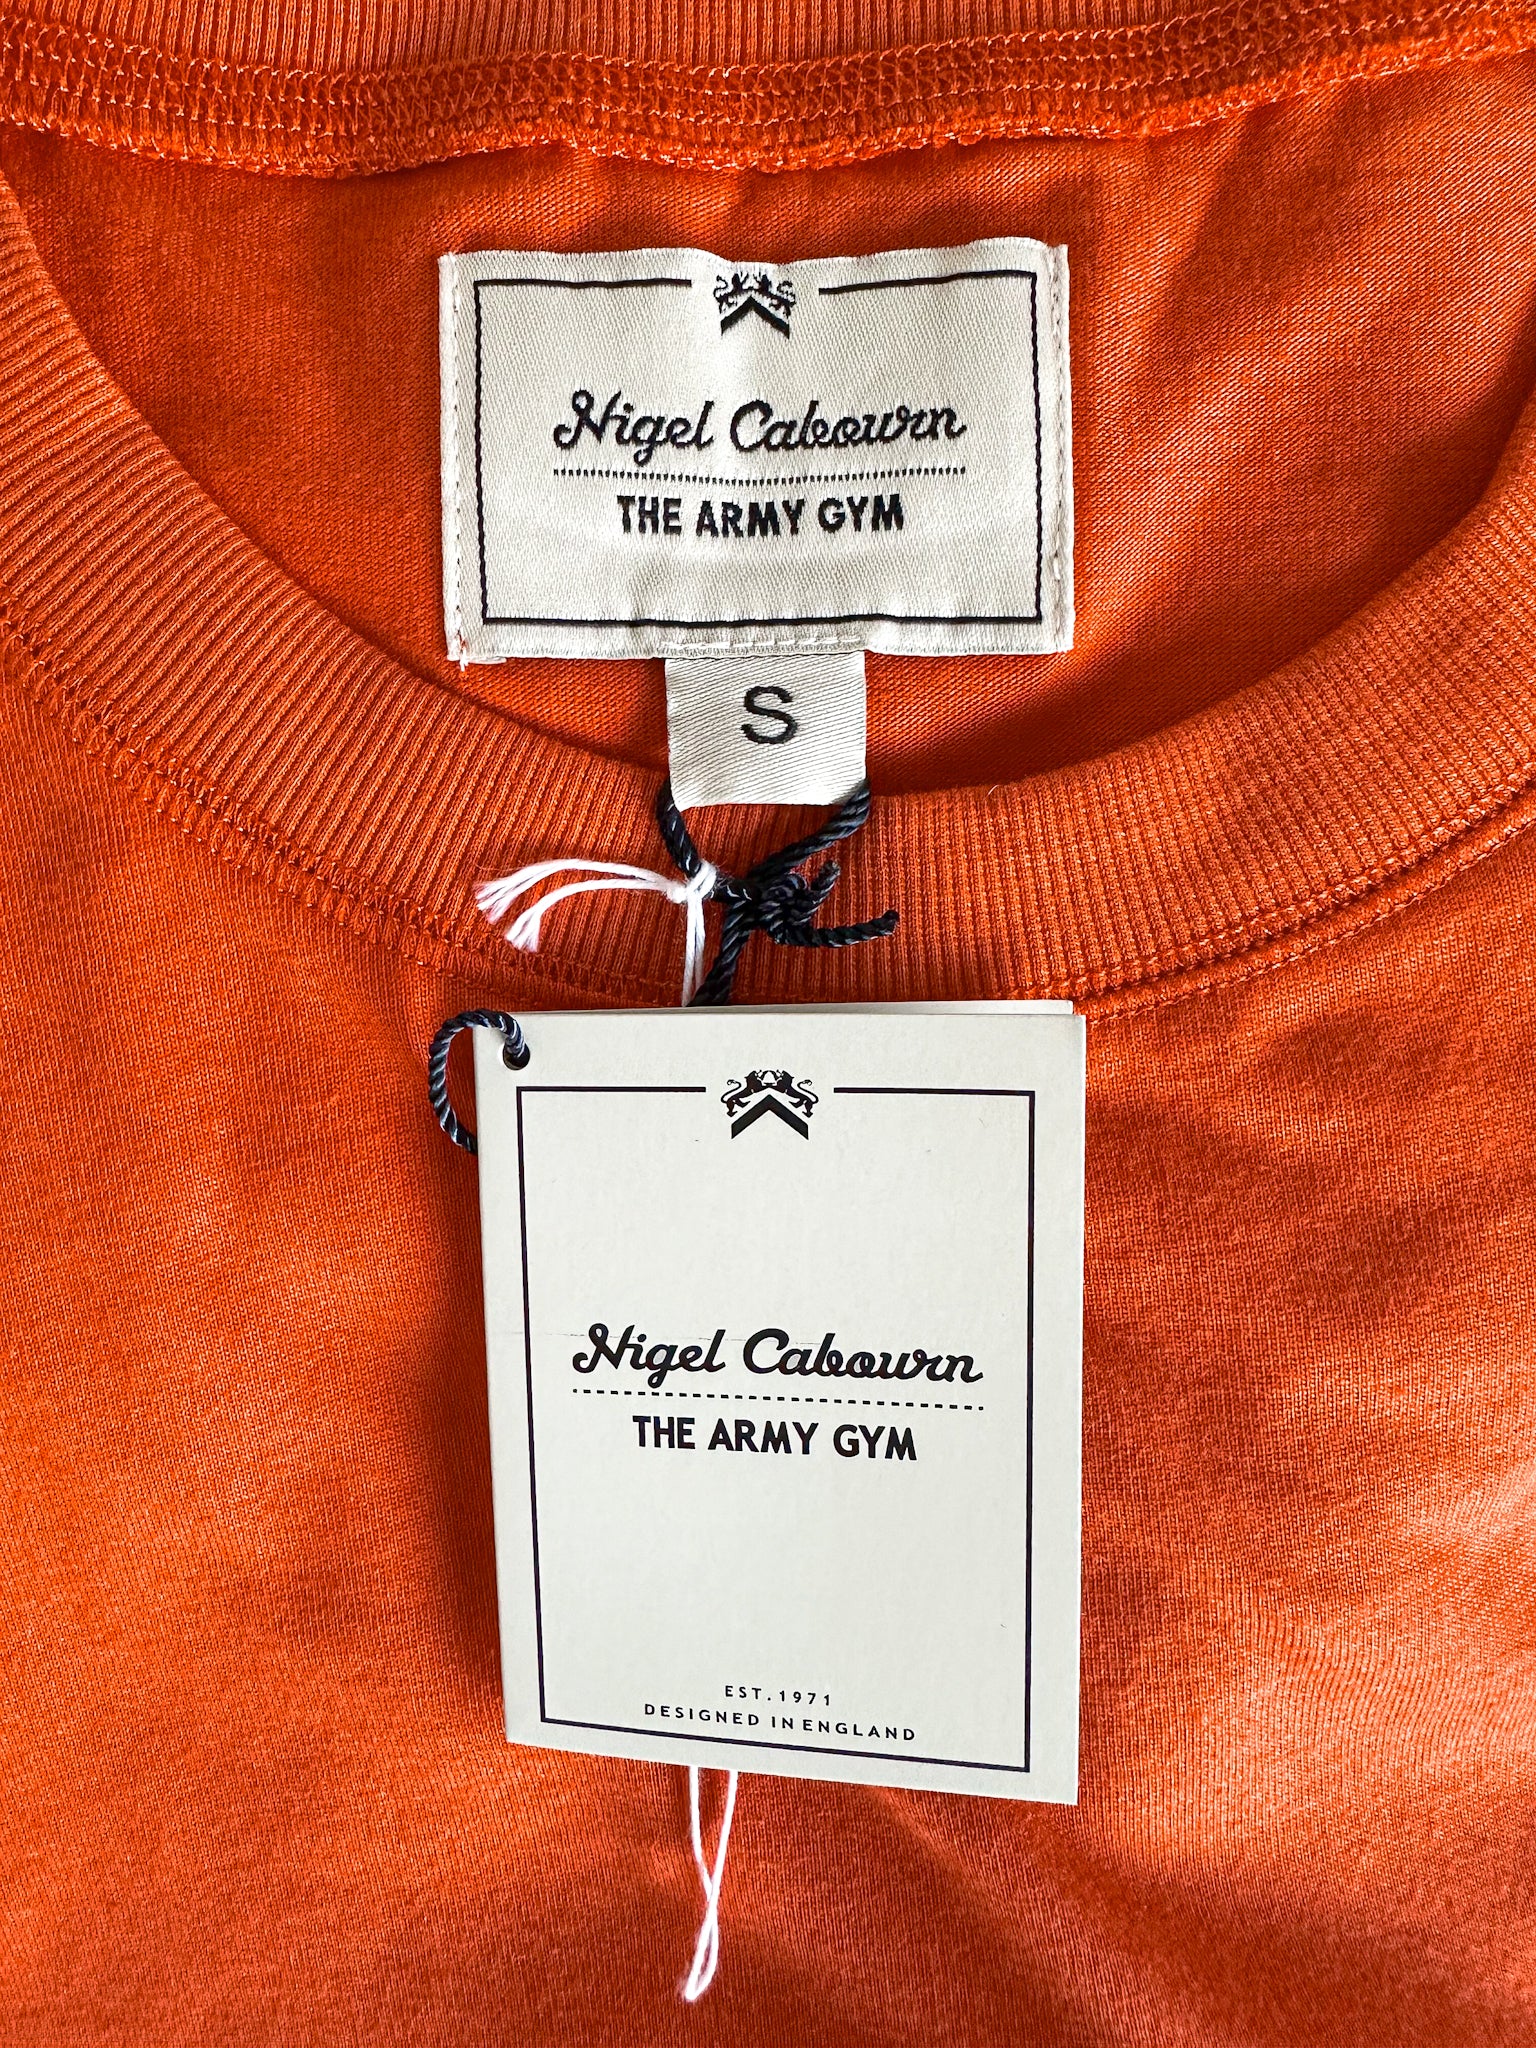 Nigel Cabourn
THE ARMY GYM
S
Nigel Cabourn
THE ARMY GYM
EST. 1971
DESIGNED IN ENGLAND